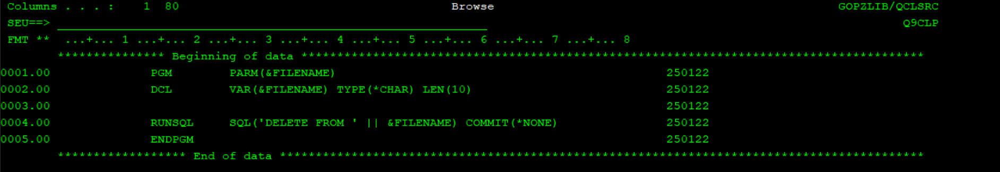 Columns . . . :    1  80                                      Browse                                                GOPZLIB/QCLSRC
SEU==> ____________________________________________________________ Q9CLP
FMT **  ...+... 1 ...+... 2 ...+... 3 ...+... 4 ...+... 5 ...+... 6 ...+... 7 ...+... 8
*************** Beginning of data ***************************************************************************************
0001.00              PGM        PARM(&FILENAME)                                              250122
0002.00              DCL        VAR(&FILENAME) TYPE(*CHAR) LEN(10)                           250122
0003.00                                                                                      250122
0004.00              RUNSQL     SQL('DELETE FROM ' || &FILENAME) COMMIT(*NONE)               250122
0005.00              ENDPGM                                                                  250122
****************** End of data ******************************************************************************************